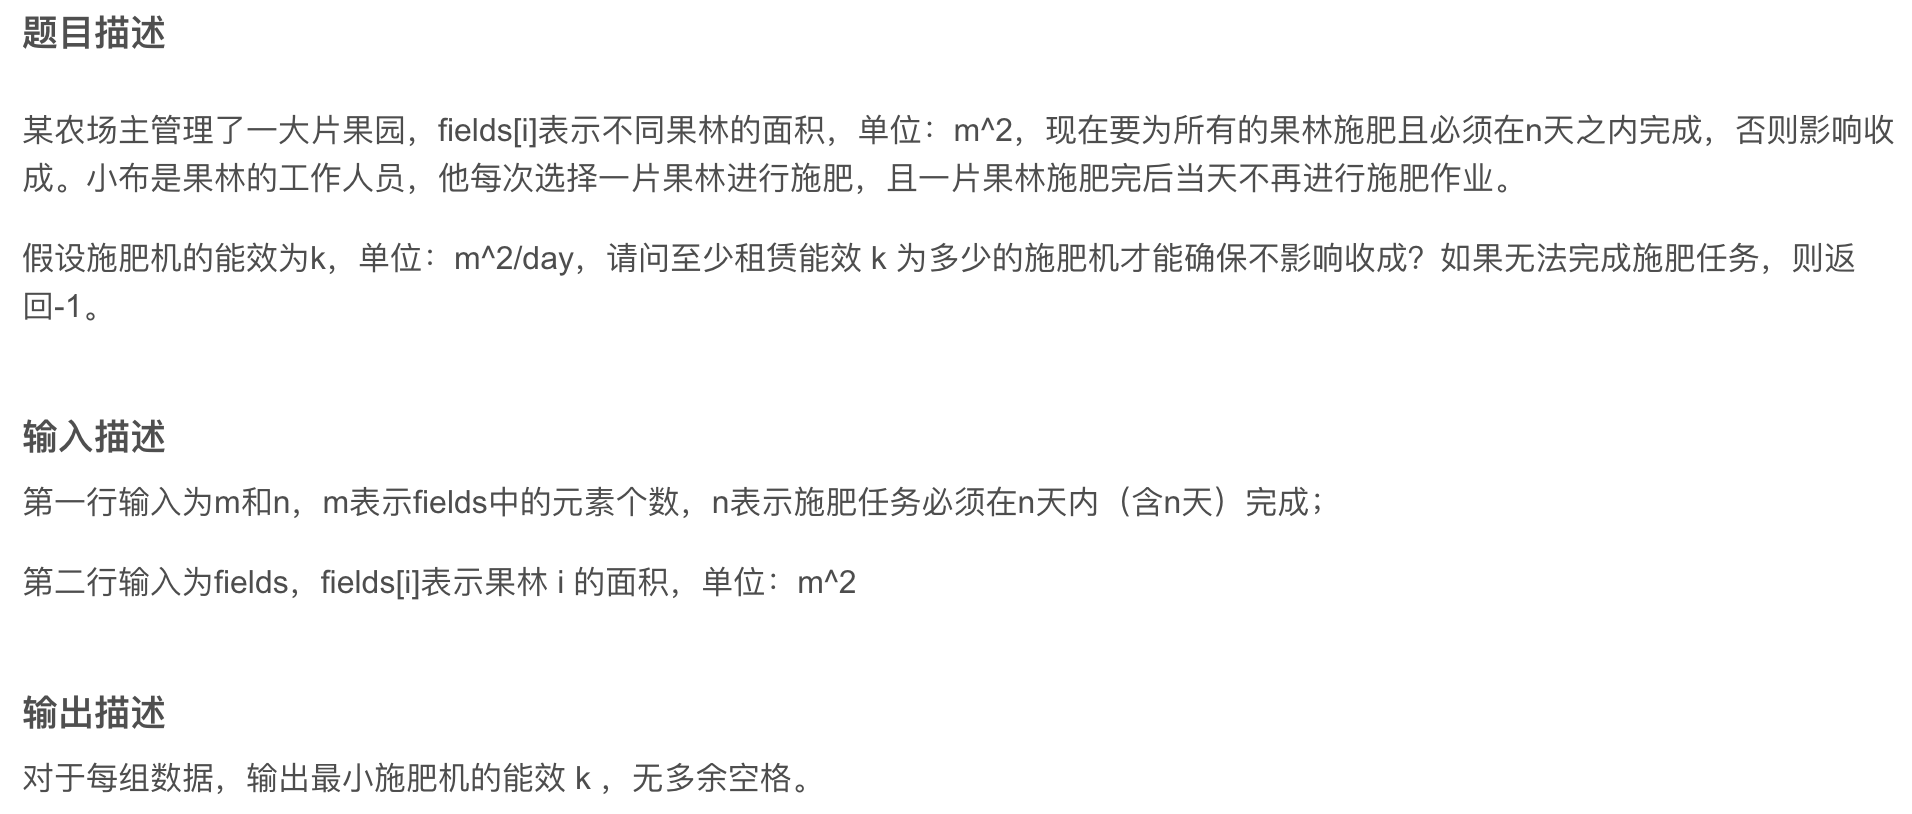 题目描述
某农场主管理了一大片果园，fields[i]表示不同果林的面积，单位：m^2，现在要为所有的果林施肥且必须在n天之内完成，否则影响收
成。小布是果林的工作人员，他每次选择一片果林进行施肥，且一片果林施肥完后当天不再进行施肥作业。
假设施肥机的能效为k，单位：m^2/day，请问至少租赁能效 k 为多少的施肥机才能确保不影响收成？如果无法完成施肥任务，则返
回-1。
输入描述
第一行输入为m和n，m表示fields中的元素个数，n表示施肥任务必须在n天内（含n天）完成；
第二行输入为fields，fields[i]表示果林 i 的面积，单位：m^2
输出描述
对于每组数据，输出最小施肥机的能效 k ，无多余空格。